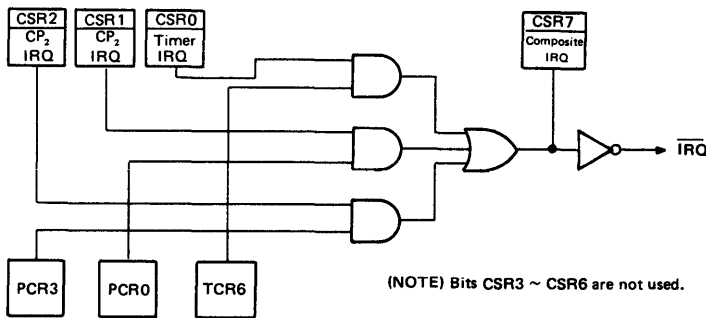 CSR2
CP₂
IRQ
CSR1
CP₂
IRQ
CSR0
Timer
IRQ
CSR7
Composite
IRQ
I̅R̅Q̅
PCR3
PCR0
TCR6
(NOTE) Bits CSR3 ~ CSR6 are not used.